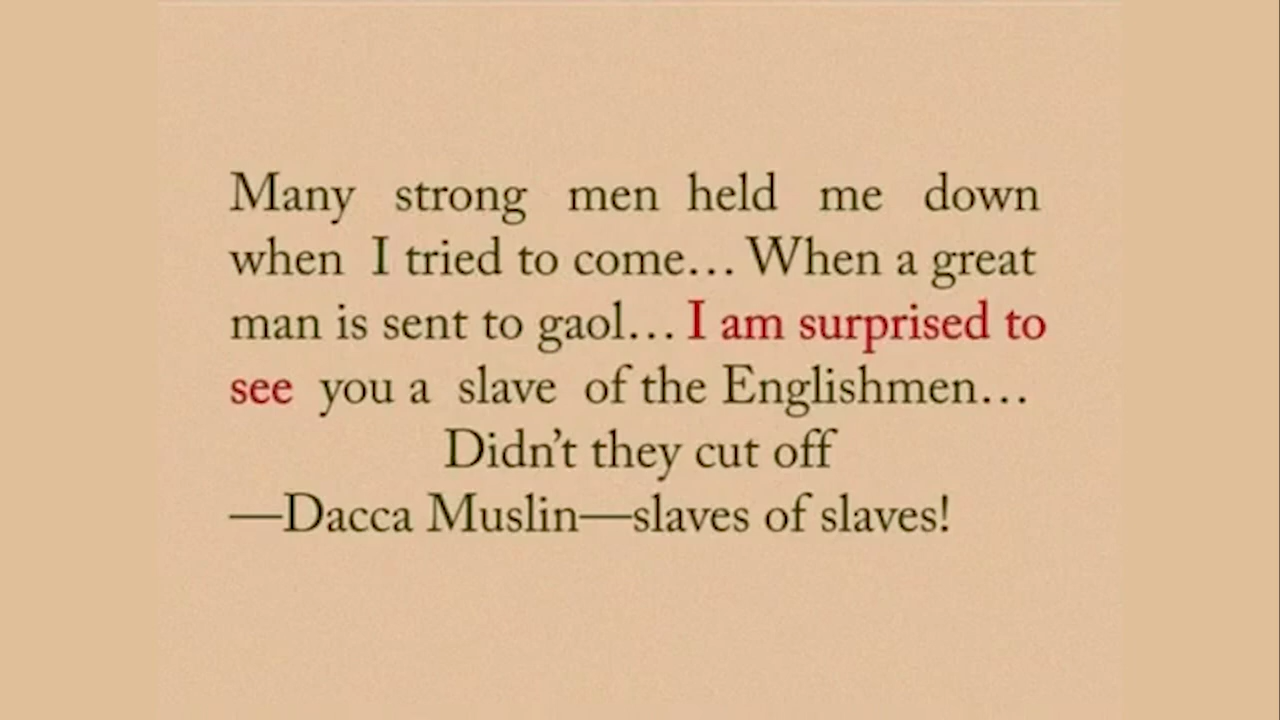 Many strong men held me down
when I tried to come… When a great
man is sent to gaol… I am surprised to
see you a slave of the Englishmen…
Didn’t they cut off
—Dacca Muslin—slaves of slaves!